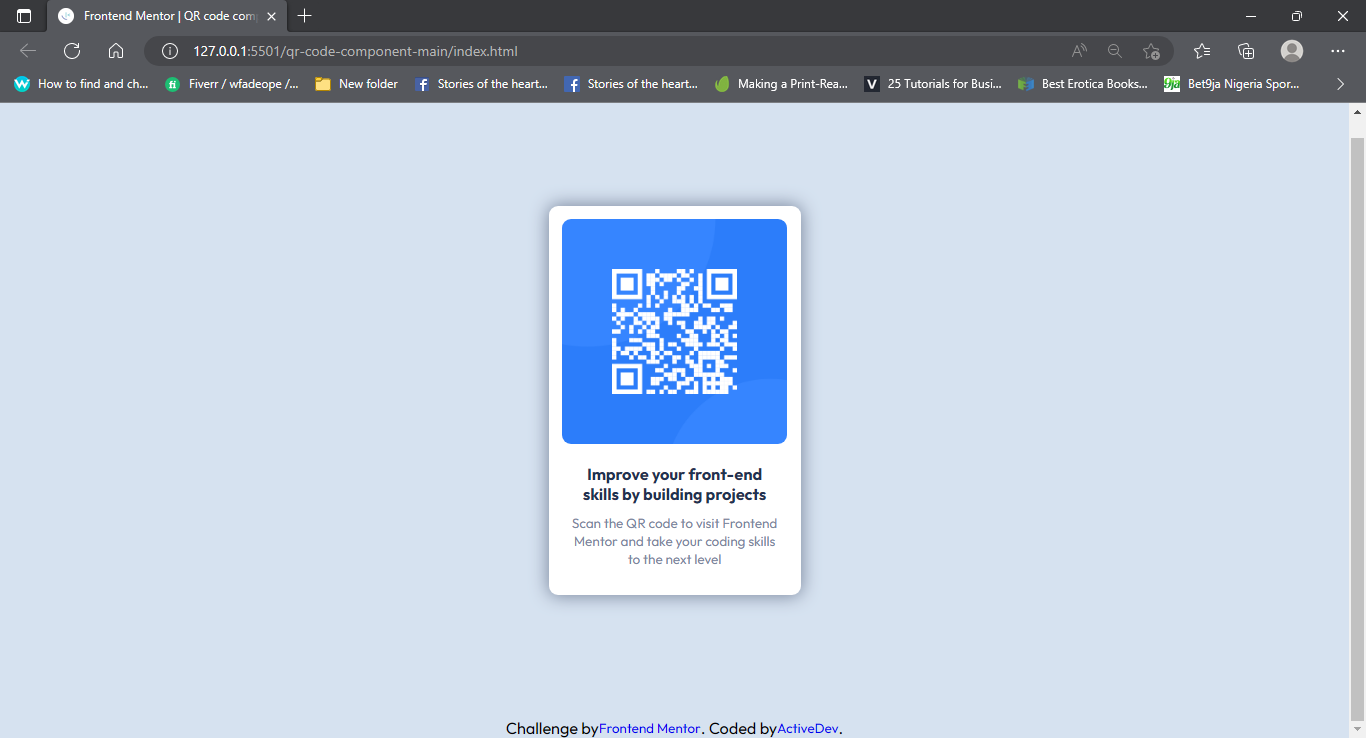 Frontend Mentor | QR code com
127.0.0.1:5501/qr-code-component-main/index.html
How to find and ch... fi Fiverr / wfadeope /... New folder Stories of the heart... Stories of the heart... Making a Print-Rea... V 25 Tutorials for Busi... Best Erotica Books... 9ja Bet9ja Nigeria Spor...
Improve your front-end
skills by building projects
Scan the QR code to visit Frontend
Mentor and take your coding skills
to the next level
Challenge byFrontend Mentor. Coded byActiveDev.